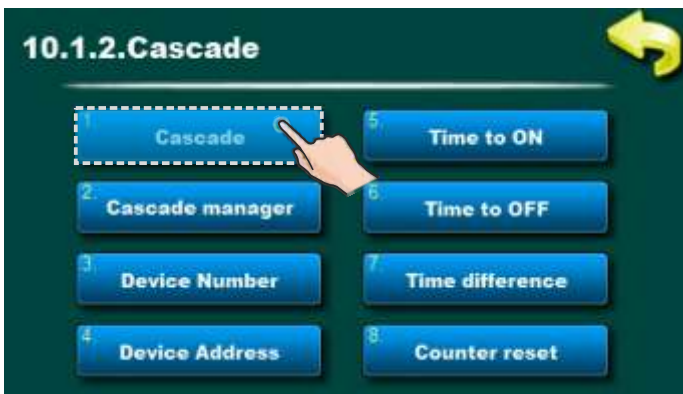 10.1.2.Cascade
1. Cascade
2. Cascade manager
3. Device Number
4. Device Address
5. Time to ON
6. Time to OFF
7. Time difference
8. Counter reset